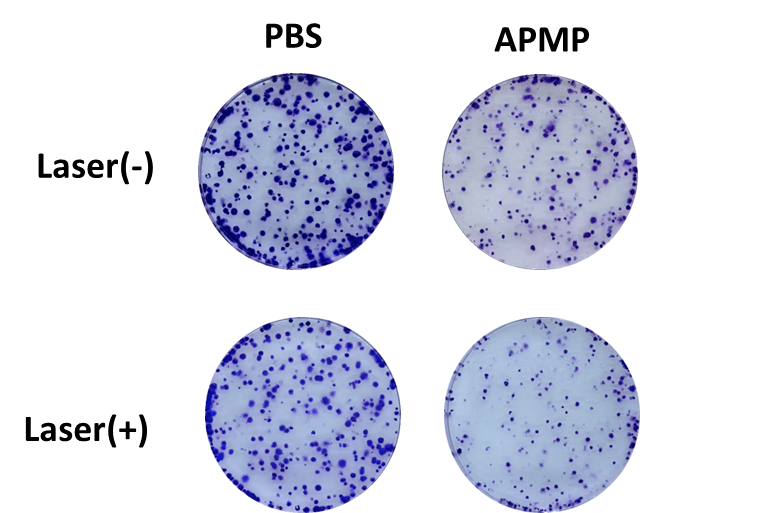 PBS
APMP
Laser(-)
Laser(+)